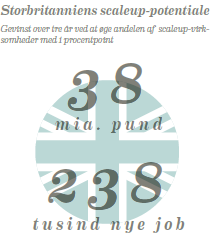 Storbritanniens scaleup-potentiale
Gevinst over tre år ved at øge andelen af scaleup-virk-
somheder med 1 procentpoint
38
mia. pund
238
tusind nye job